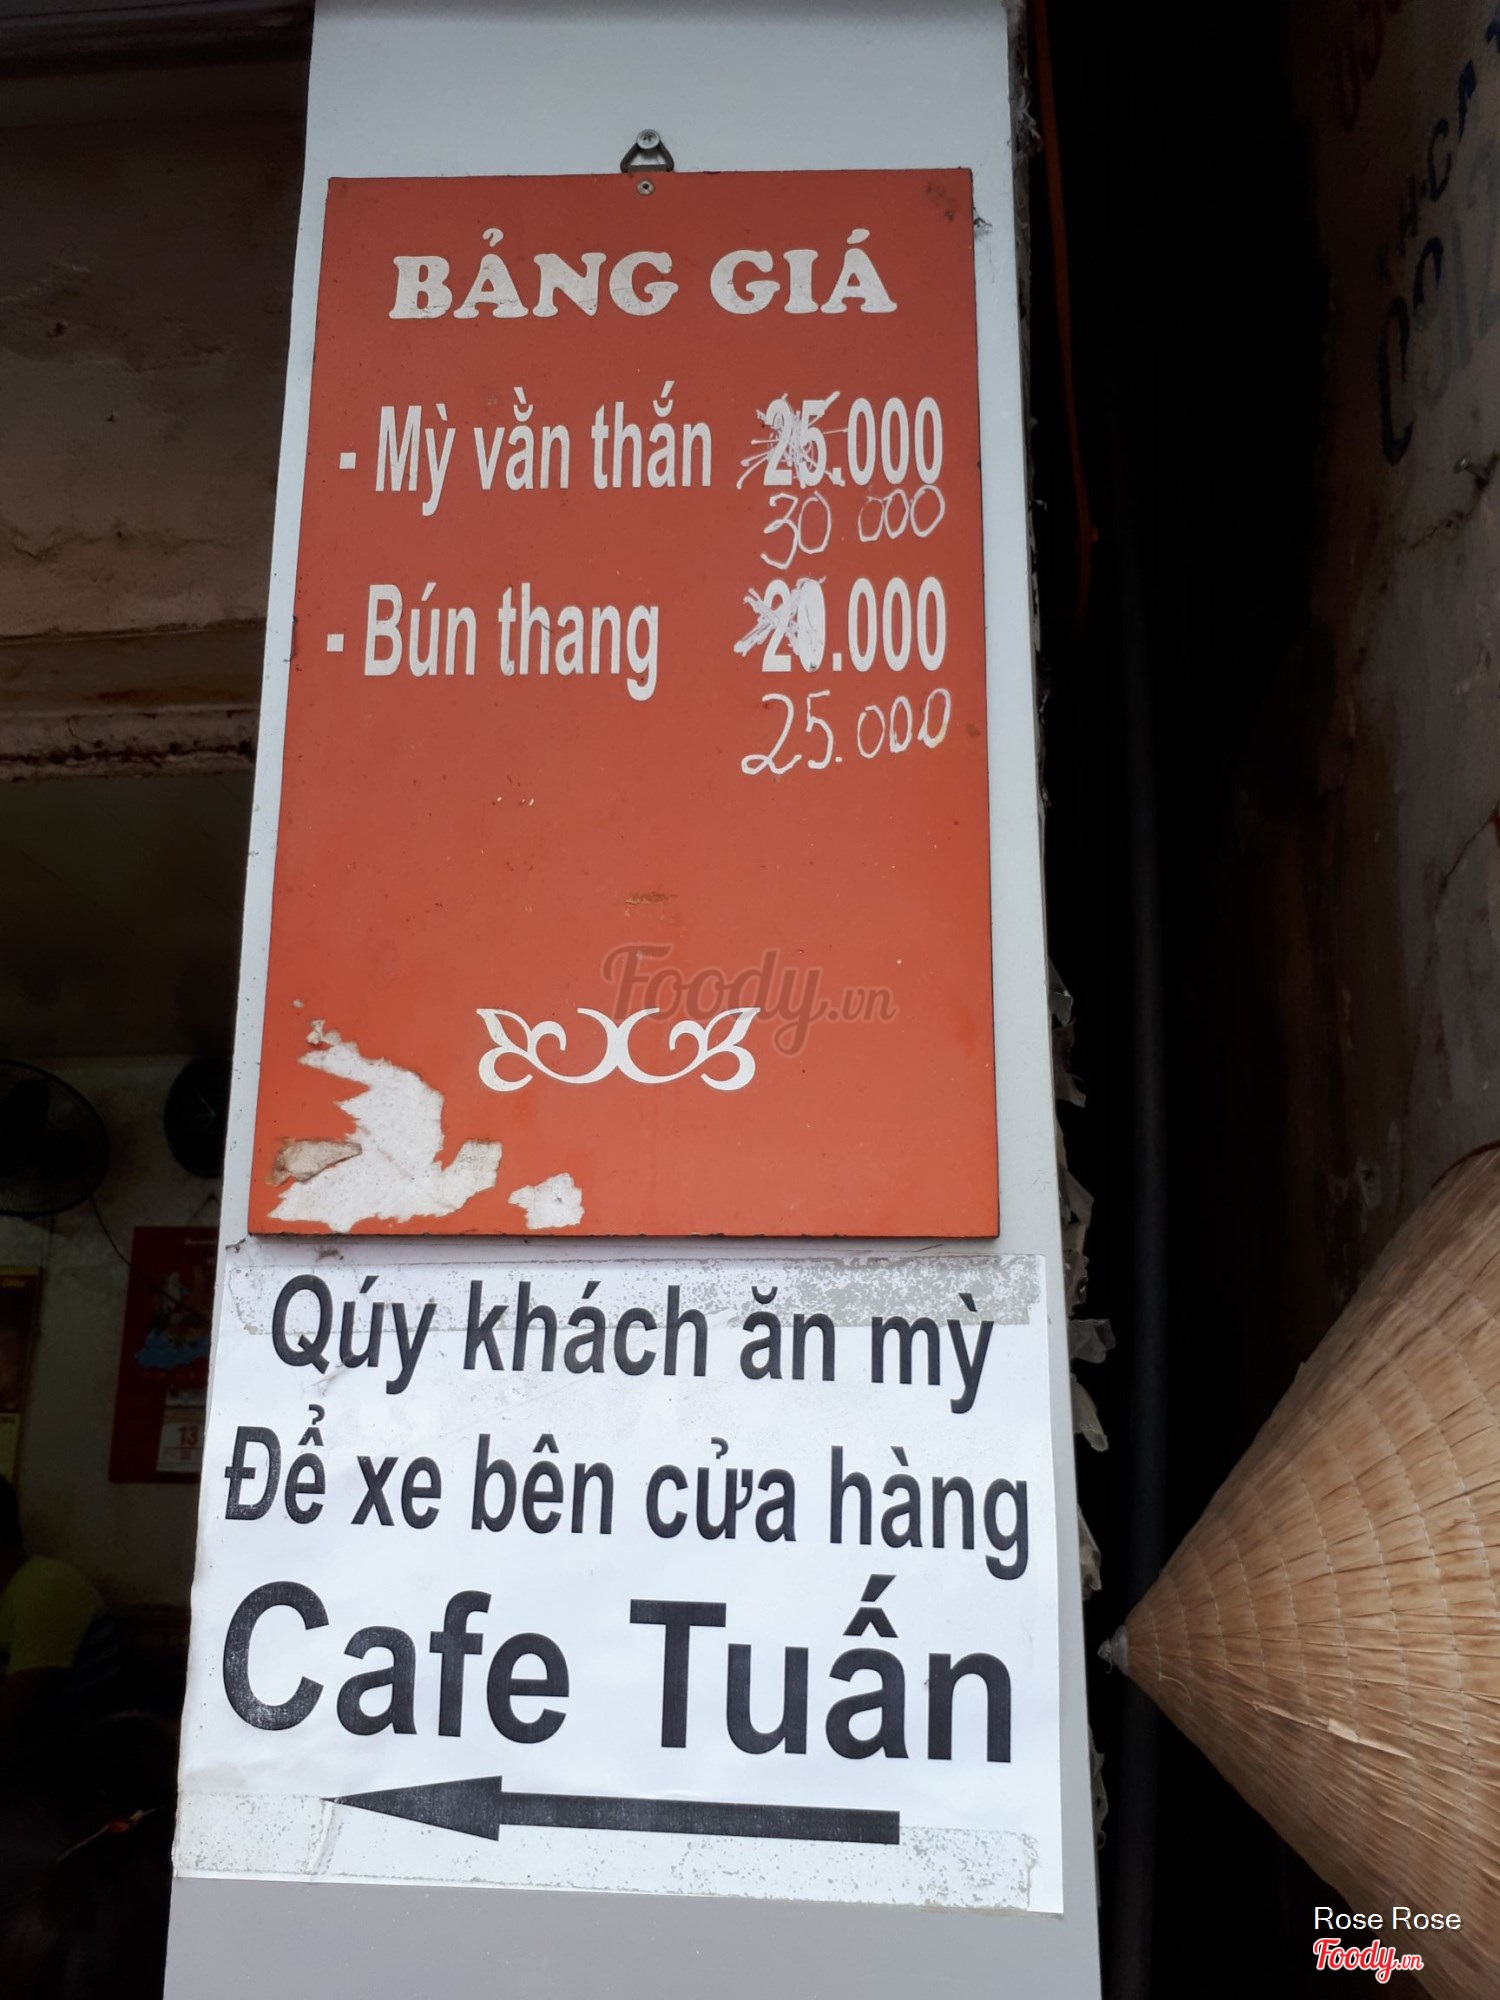 BẢNG GIÁ
- Mỳ vằn thắn 25.000
30 000
- Bún thang 20.000
25.000
Foody.vn
Qúy khách ăn mỳ
Để xe bên cửa hàng
Cafe Tuấn
13
Rose Rose
Foody.vn